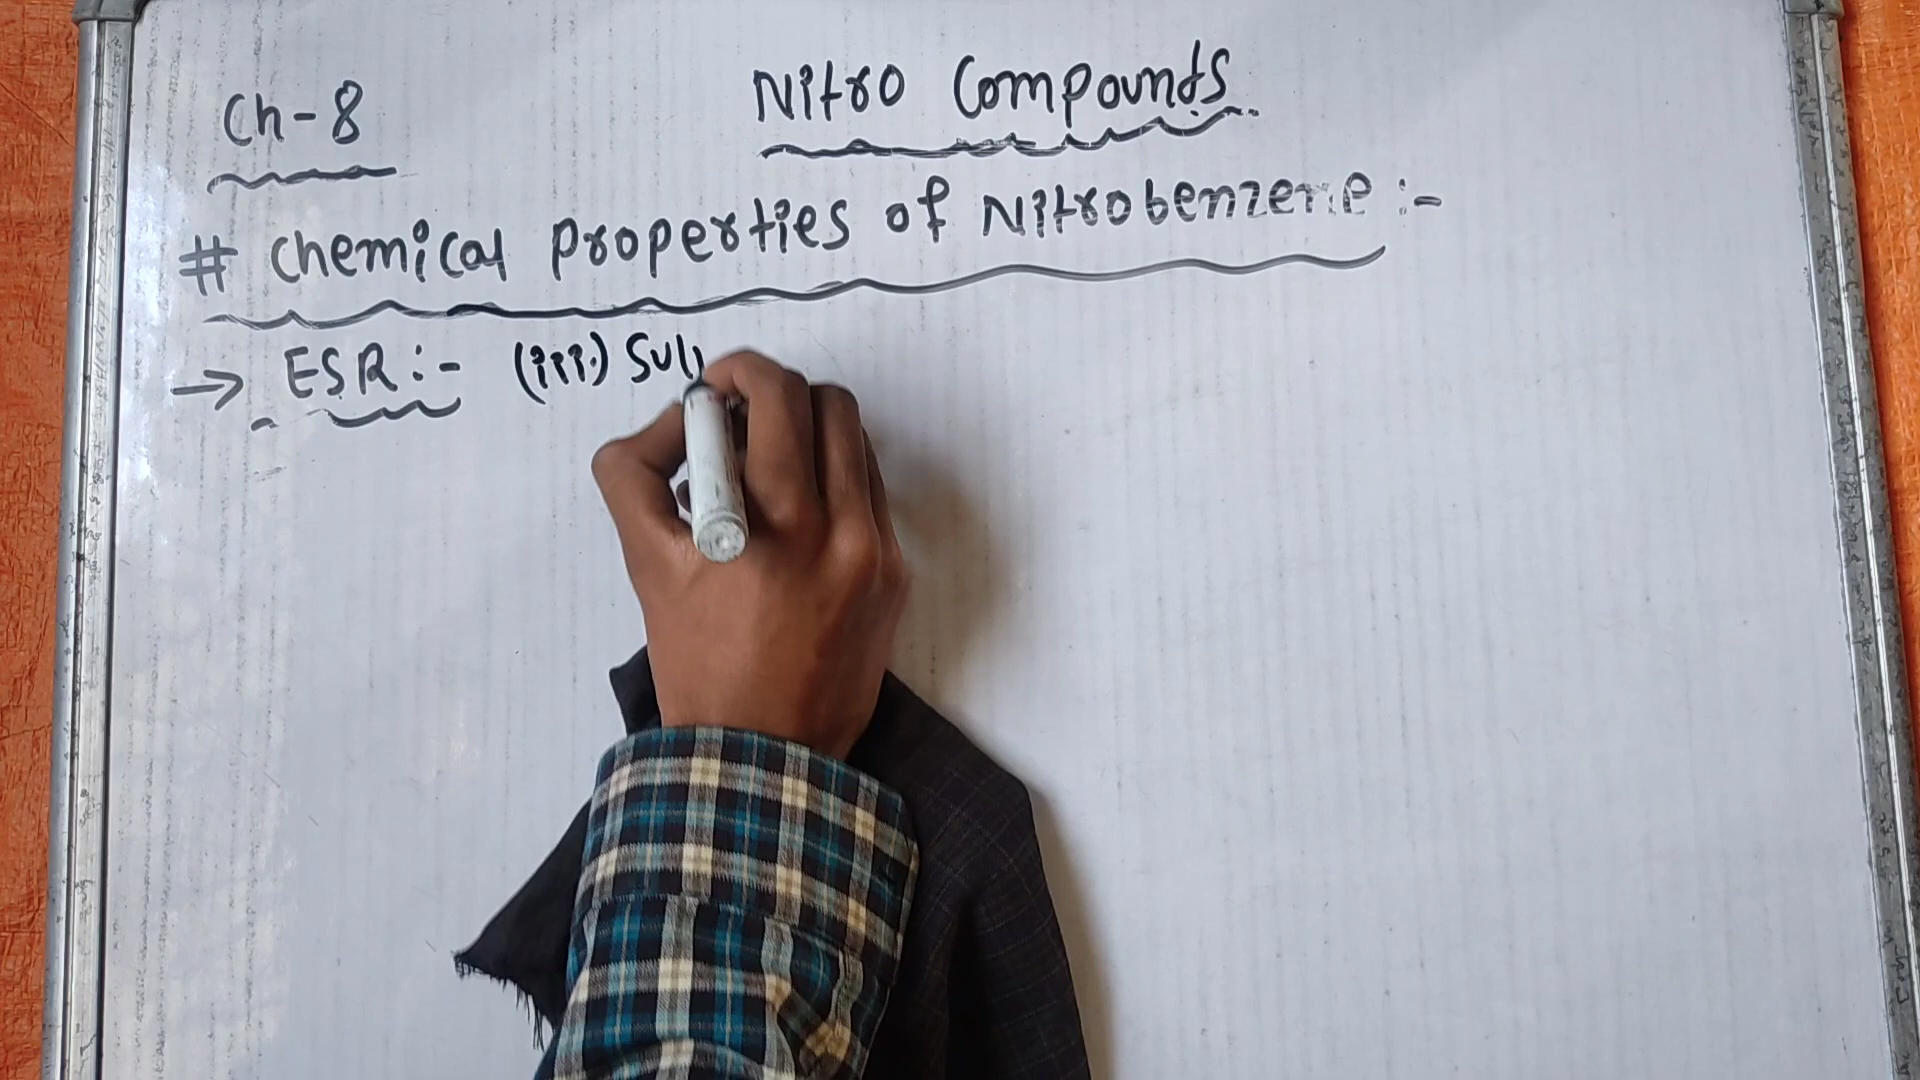 Ch-8
Nitro Compounds
# Chemical Properties of Nitrobenzene :-
→ ESR :- (iii.) Sul